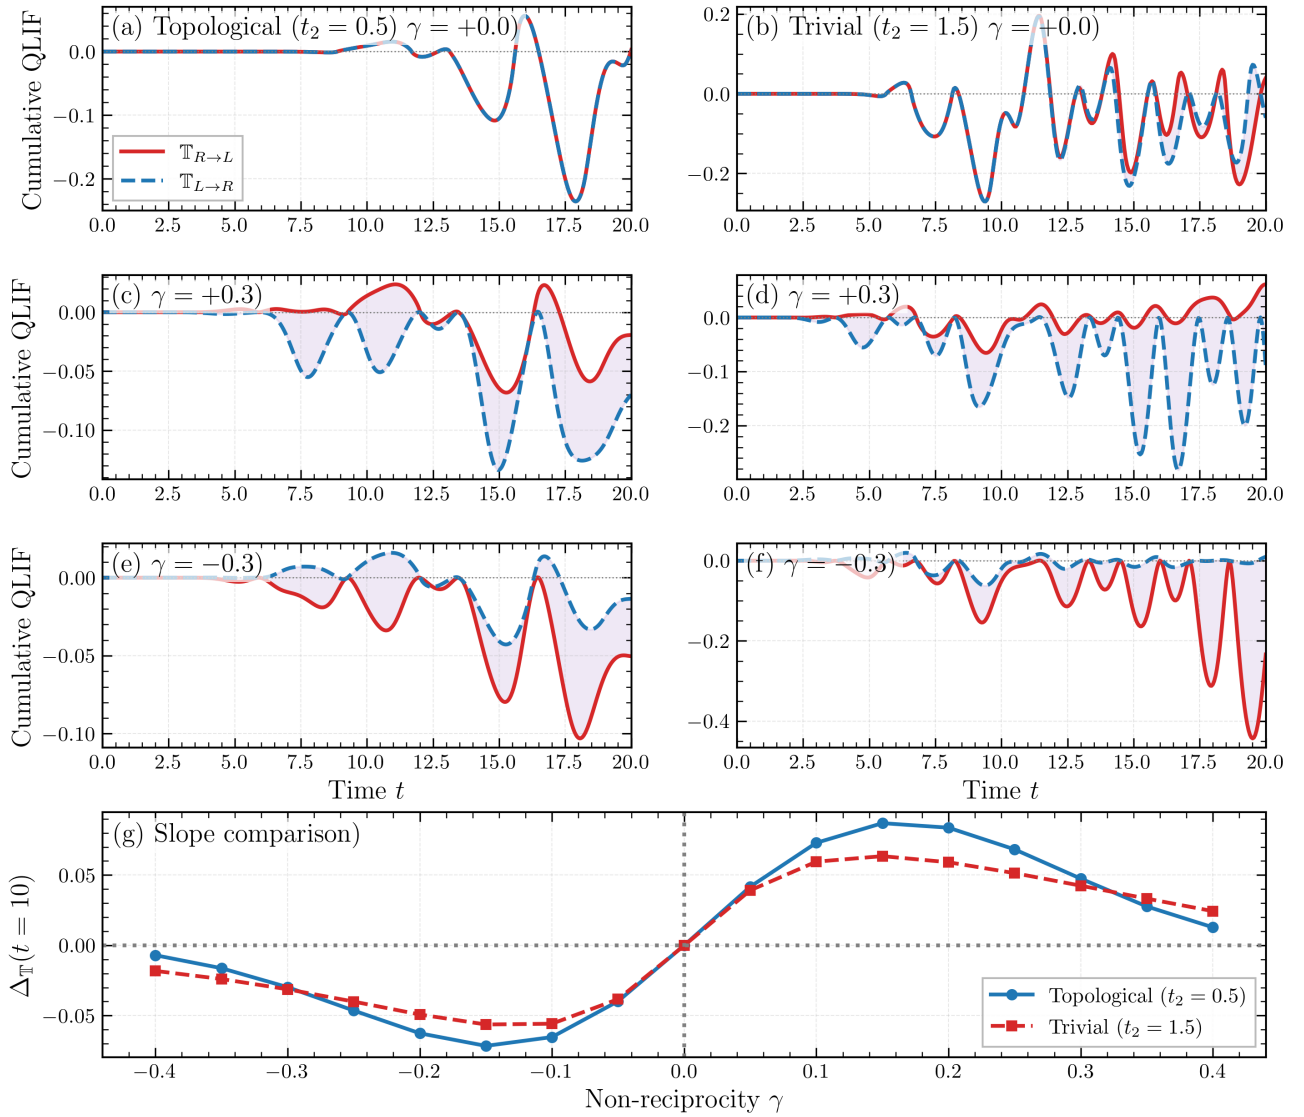 (a) Topological (t₂ = 0.5) γ = +0.0)
Cumulative QLIF
0.0
−0.1
−0.2
𝕋R→L
𝕋L→R
0.0 2.5 5.0 7.5 10.0 12.5 15.0 17.5 20.0
(b) Trivial (t₂ = 1.5) γ = +0.0)
0.2
0.0
−0.2
0.0 2.5 5.0 7.5 10.0 12.5 15.0 17.5 20.0
(c) γ = +0.3)
Cumulative QLIF
0.00
−0.05
−0.10
0.0 2.5 5.0 7.5 10.0 12.5 15.0 17.5 20.0
(d) γ = +0.3)
0.0
−0.1
−0.2
0.0 2.5 5.0 7.5 10.0 12.5 15.0 17.5 20.0
(e) γ = −0.3)
Cumulative QLIF
0.00
−0.05
−0.10
0.0 2.5 5.0 7.5 10.0 12.5 15.0 17.5 20.0
Time t
(f) γ = −0.3)
0.0
−0.2
−0.4
0.0 2.5 5.0 7.5 10.0 12.5 15.0 17.5 20.0
Time t
(g) Slope comparison)
Δ𝕋(t = 10)
0.05
0.00
−0.05
Topological (t₂ = 0.5)
Trivial (t₂ = 1.5)
−0.4 −0.3 −0.2 −0.1 0.0 0.1 0.2 0.3 0.4
Non-reciprocity γ